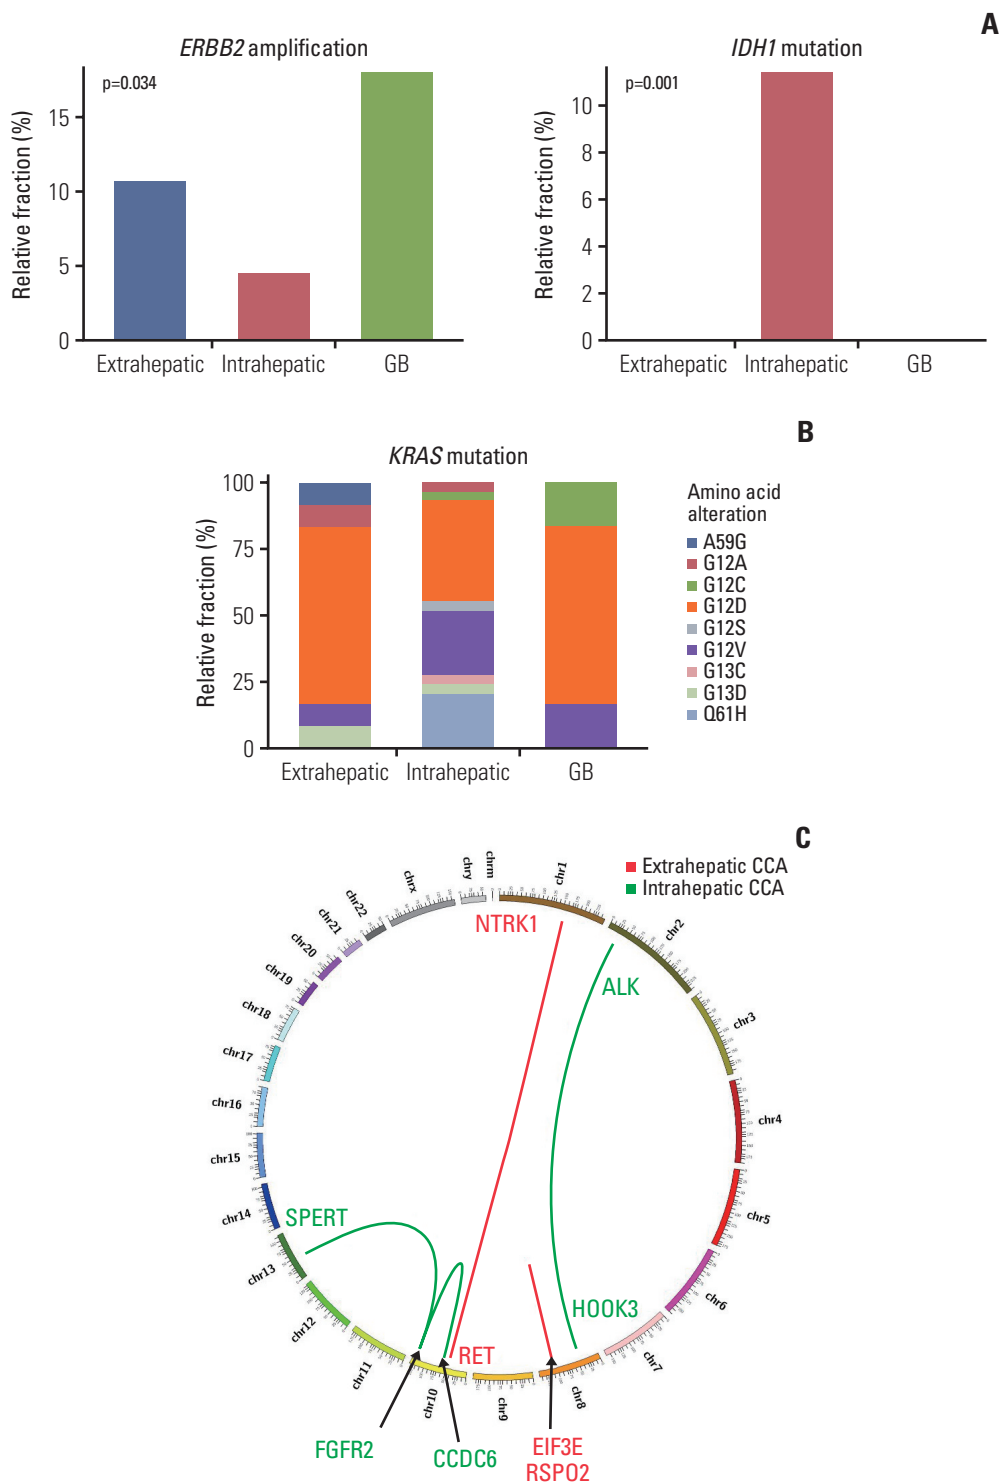 A
ERBB2 amplification
p=0.034
Relative fraction (%)
15
10
5
0
Extrahepatic
Intrahepatic
GB
IDH1 mutation
p=0.001
Relative fraction (%)
10
8
6
4
2
0
Extrahepatic
Intrahepatic
GB
B
KRAS mutation
Relative fraction (%)
100
75
50
25
0
Extrahepatic
Intrahepatic
GB
Amino acid
alteration
A59G
G12A
G12C
G12D
G12S
G12V
G13C
G13D
Q61H
C
Extrahepatic CCA
Intrahepatic CCA
chr1
chr2
chr3
chr4
chr5
chr6
chr7
chr8
chr9
chr10
chr11
chr12
chr13
chr14
chr15
chr16
chr17
chr18
chr19
chr20
chr21
chr22
chrx
chry
chrm
NTRK1
ALK
SPERT
HOOK3
RET
FGFR2
CCDC6
EIF3E
RSPO2